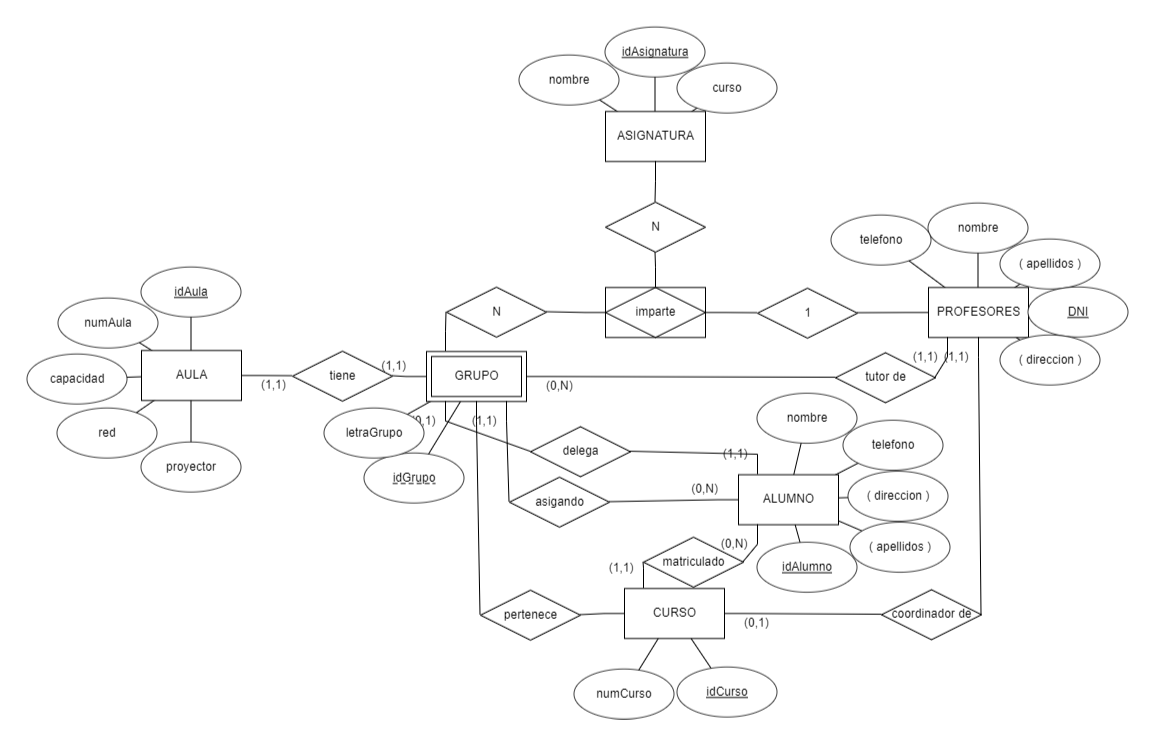 idAsignatura
nombre
curso
ASIGNATURA
N
nombre
telefono
( apellidos )
idAula
numAula
N
imparte
1
PROFESORES
DNI
(1,1)
(1,1)
( direccion )
capacidad
AULA
(1,1)
tiene
(1,1)
GRUPO
(0,N)
tutor de
red
letraGrupo
(0,1)
(1,1)
nombre
telefono
proyector
idGrupo
delega
(1,1)
asigando
(0,N)
ALUMNO
( direccion )
(0,N)
( apellidos )
matriculado
(1,1)
idAlumno
pertenece
CURSO
(0,1)
coordinador de
numCurso
idCurso